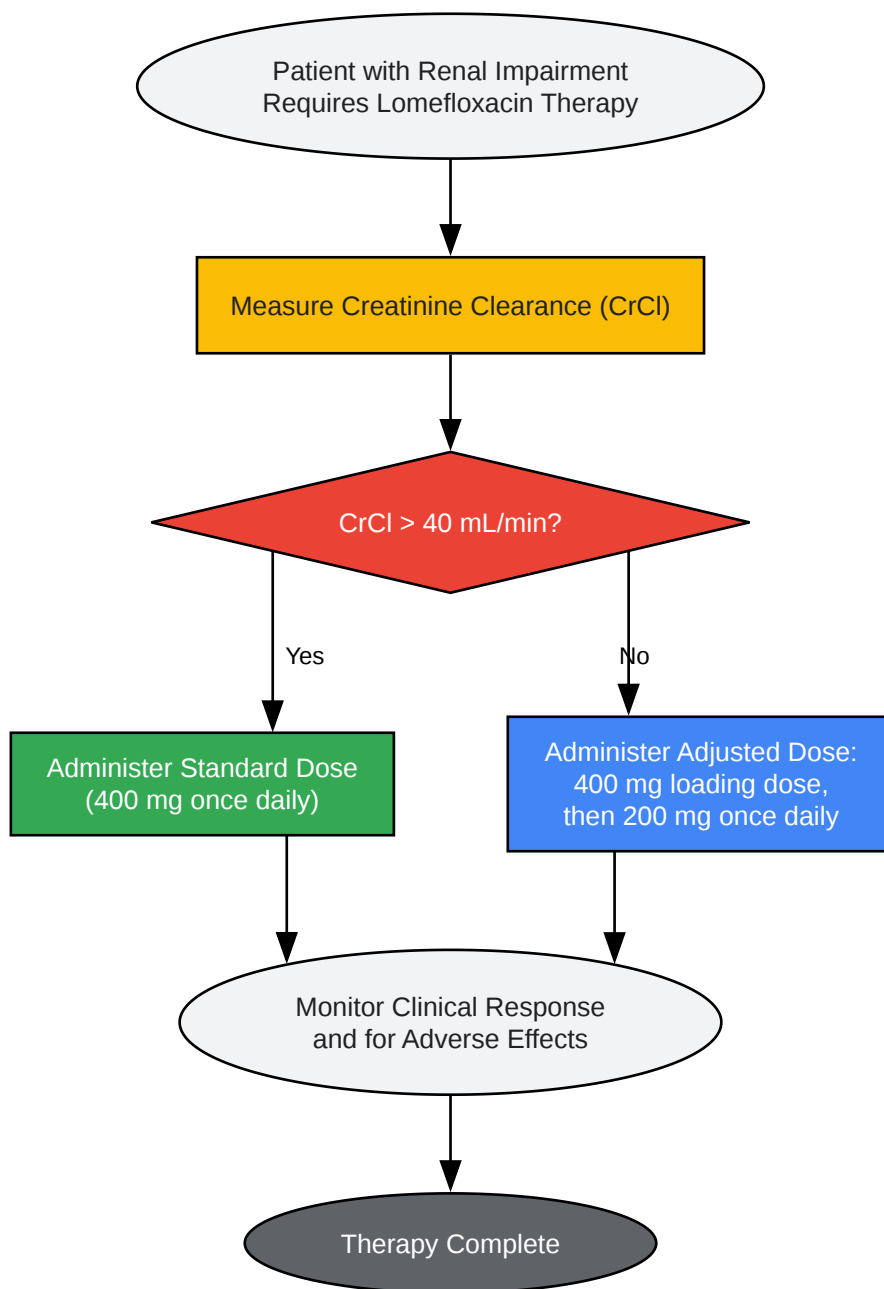 Patient with Renal Impairment
Requires Lomefloxacin Therapy
Measure Creatinine Clearance (CrCl)
CrCl > 40 mL/min?
Yes
No
Administer Standard Dose
(400 mg once daily)
Administer Adjusted Dose:
400 mg loading dose,
then 200 mg once daily
Monitor Clinical Response
and for Adverse Effects
Therapy Complete